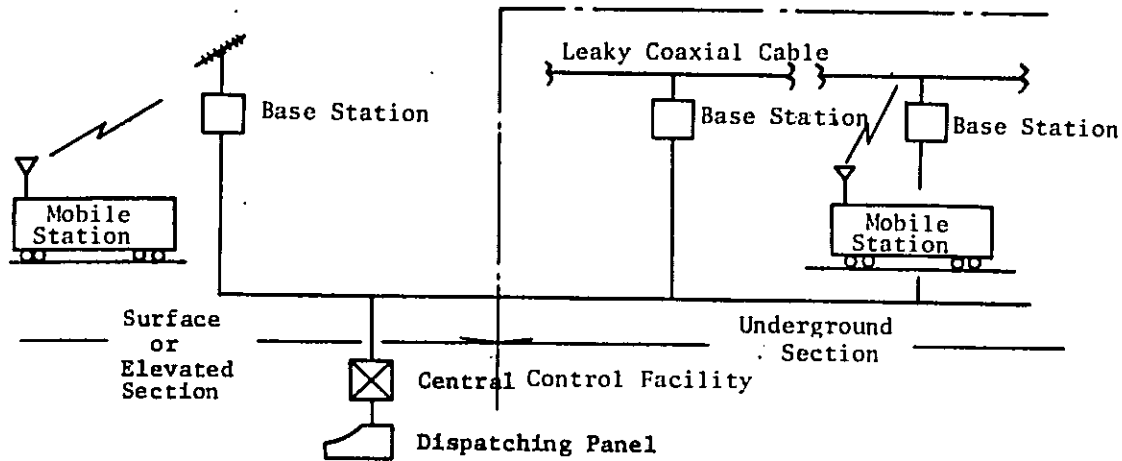 Leaky Coaxial Cable
Base Station
Base Station
Base Station
Mobile
Station
Mobile
Station
Surface
or
Elevated
Section
Underground
Section
Central Control Facility
Dispatching Panel